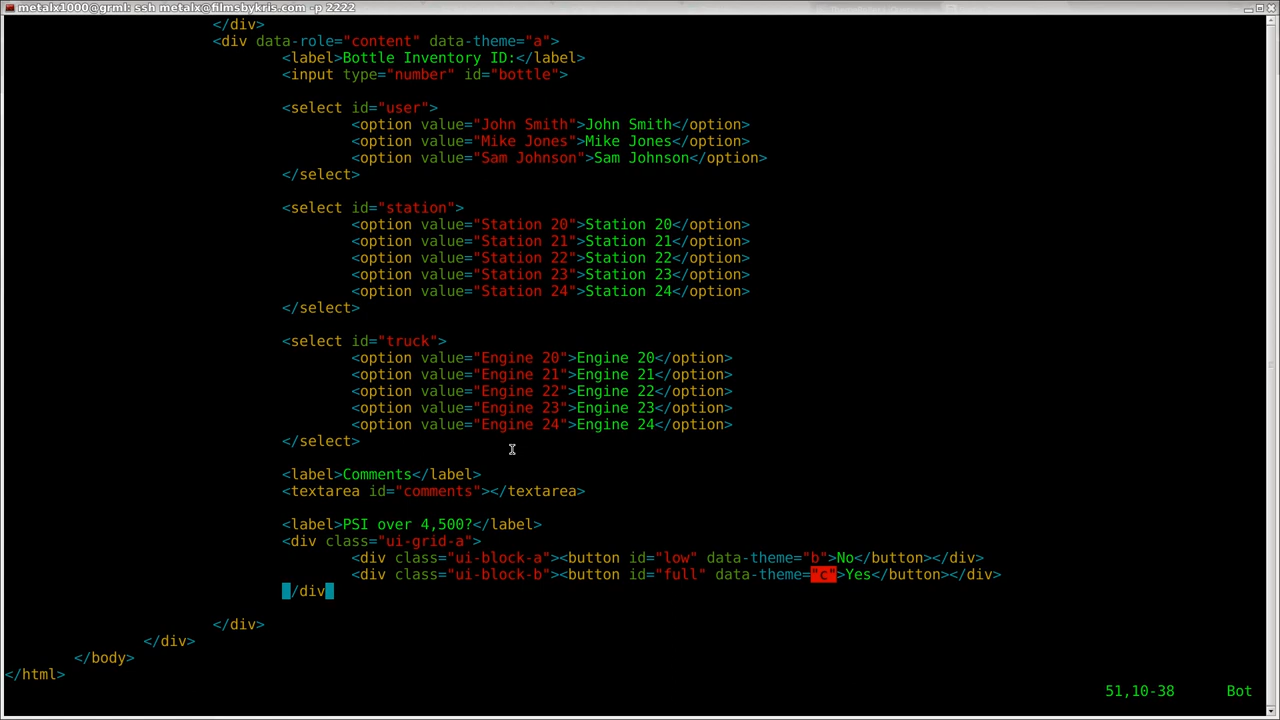 metalx1000@grml: ssh metalx@filmsbykris.com -p 2222
</div>
<div data-role="content" data-theme="a">
<label>Bottle Inventory ID:</label>
<input type="number" id="bottle">
<select id="user">
<option value="John Smith">John Smith</option>
<option value="Mike Jones">Mike Jones</option>
<option value="Sam Johnson">Sam Johnson</option>
</select>
<select id="station">
<option value="Station 20">Station 20</option>
<option value="Station 21">Station 21</option>
<option value="Station 22">Station 22</option>
<option value="Station 23">Station 23</option>
<option value="Station 24">Station 24</option>
</select>
<select id="truck">
<option value="Engine 20">Engine 20</option>
<option value="Engine 21">Engine 21</option>
<option value="Engine 22">Engine 22</option>
<option value="Engine 23">Engine 23</option>
<option value="Engine 24">Engine 24</option>
</select>
<label>Comments</label>
<textarea id="comments"></textarea>
<label>PSI over 4,500?</label>
<div class="ui-grid-a">
<div class="ui-block-a"><button id="low" data-theme="b">No</button></div>
<div class="ui-block-b"><button id="full" data-theme="c">Yes</button></div>
</div>
</div>
</div>
</body>
</html>
51,10-38 Bot